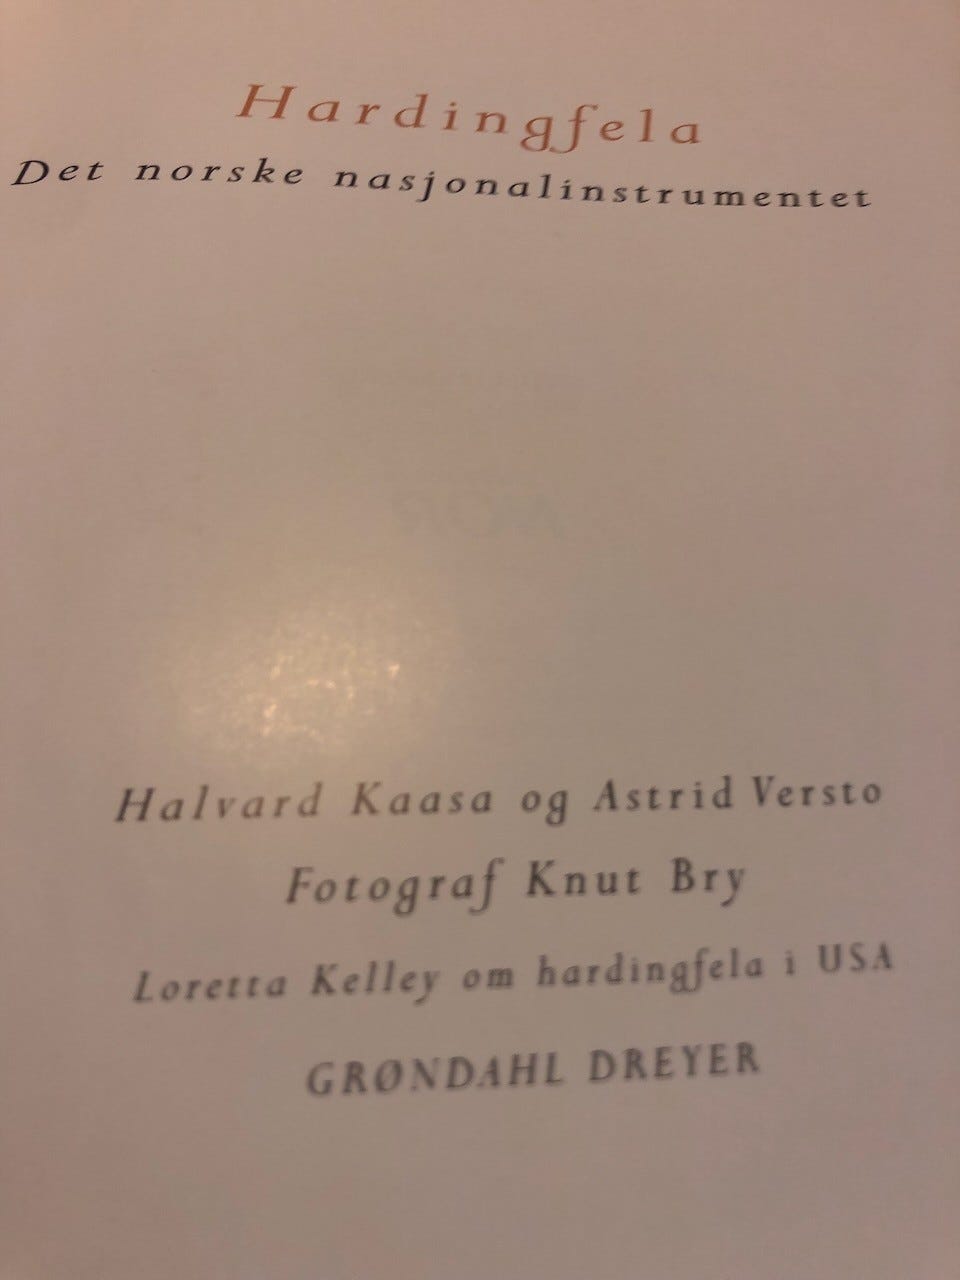 Hardingfela
Det norske nasjonalinstrumentet
Halvard Kaasa og Astrid Versto
Fotograf Knut Bry
Loretta Kelley om hardingfela i USA
GRØNDAHL DREYER